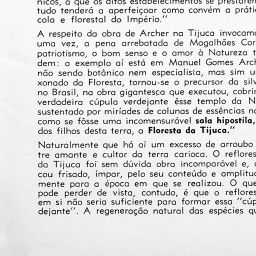 nicos, a que os ditos estabelecimentos se prestarem
tudo tenderá a aperfeiçoar como convém a prátic
cola e florestal do Império."
A respeito da obra de Archer na Tijuca invocamo
uma vez, a pena arrebatada de Magalhães Cor
patriotismo, o bom senso e o amor à Natureza t
dem: o exemplo aí está em Manuel Gomes Arch
não sendo botânico nem especialista, mas sim u
xonado da Floresta, tornou-se o precursor da silv
no Brasil, na obra gigantesca que executou, cobrin
verdadeira cúpula verdejante êsse templo da N
sustentado por miríades de colunas de essências na
como se fôsse uma incomensurável sala hipostila,
dos filhos desta terra, a Floresta da Tijuca."
Naturalmente que há aí um excesso de arroubo
tre amante e cultor da terra carioca. O reflores
da Tijuca foi sem dúvida obra incomparável e, a
cou frisado, ímpar, pelo seu conteúdo e amplitud
mente para a época em que se realizou. O que
pode perder de vista, contudo, é que o reflores
em si não seria suficiente para formar essa "cúp
dejante". A regeneração natural das espécies qu